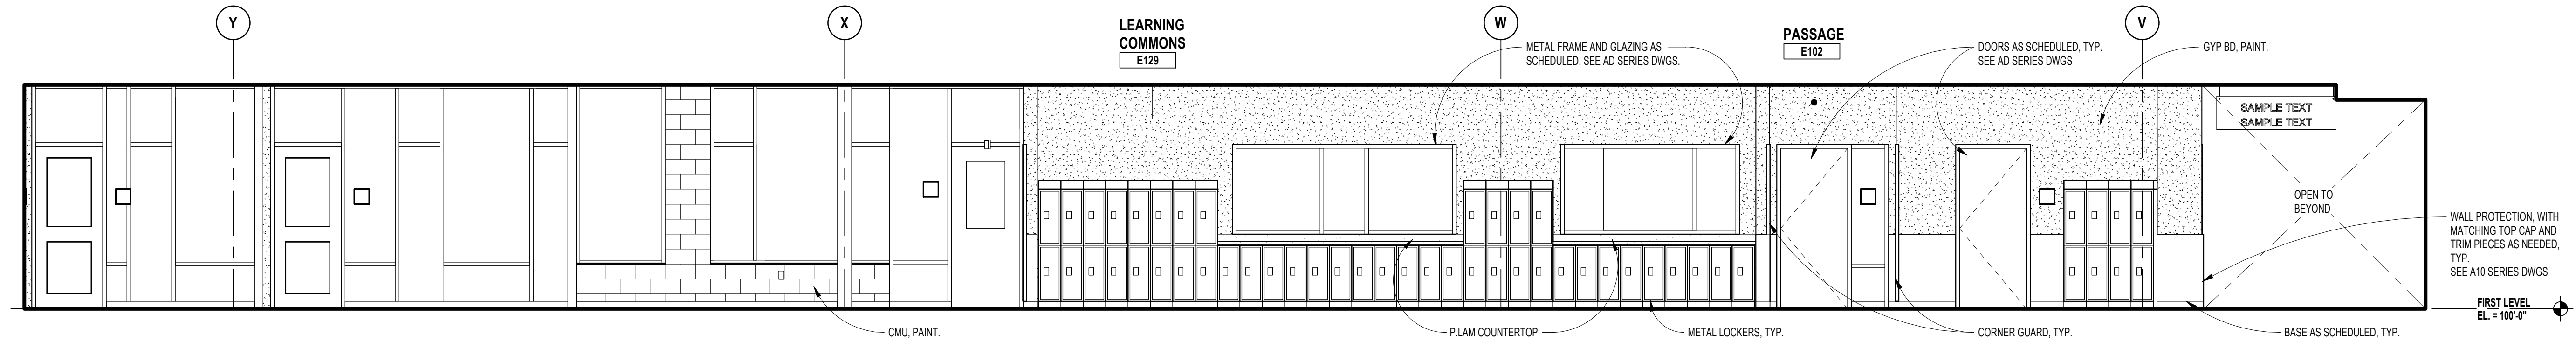 Y
X
LEARNING
COMMONS
E129
W
METAL FRAME AND GLAZING AS
SCHEDULED. SEE AD SERIES DWGS.
PASSAGE
E102
DOORS AS SCHEDULED, TYP.
SEE AD SERIES DWGS
V
GYP BD, PAINT.
SAMPLE TEXT
SAMPLE TEXT
OPEN TO
BEYOND
WALL PROTECTION, WITH
MATCHING TOP CAP AND
TRIM PIECES AS NEEDED,
TYP.
SEE A10 SERIES DWGS
FIRST LEVEL
EL. = 100'-0"
CMU, PAINT.
P.LAM COUNTERTOP
METAL LOCKERS, TYP.
CORNER GUARD, TYP.
BASE AS SCHEDULED, TYP.